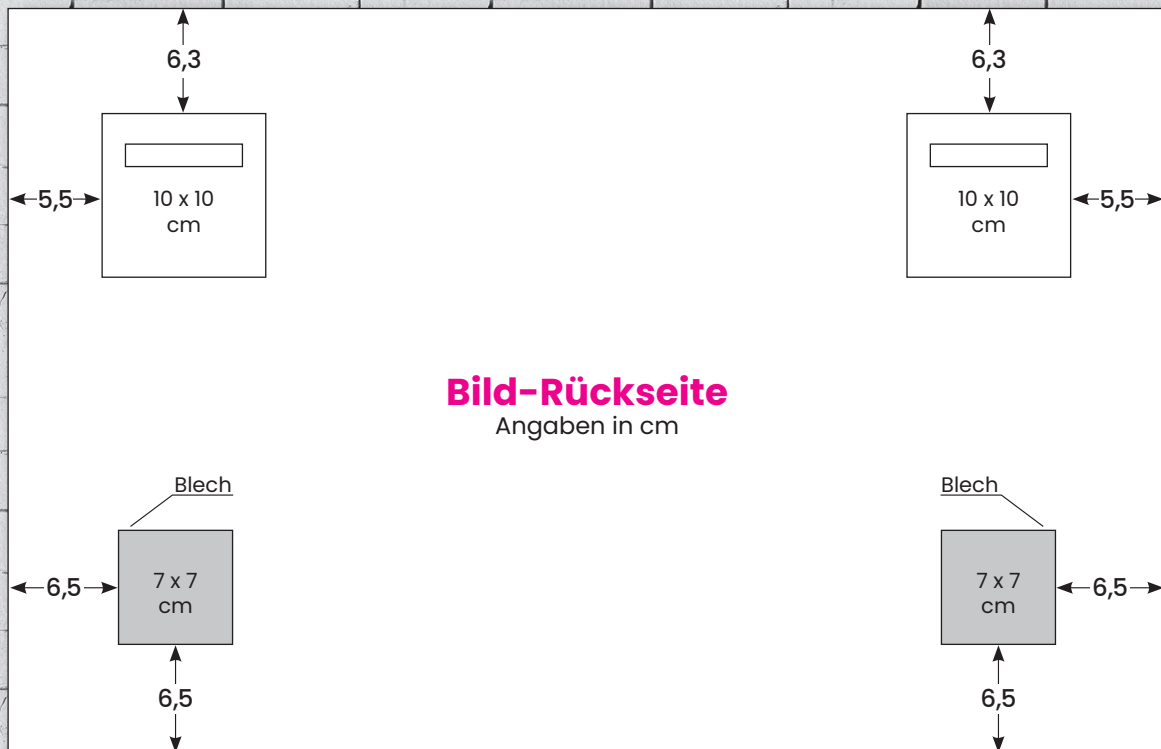 6,3
6,3
5,5
10 x 10
cm
10 x 10
cm
5,5
Bild-Rückseite
Angaben in cm
Blech
Blech
6,5
7 x 7
cm
7 x 7
cm
6,5
6,5
6,5